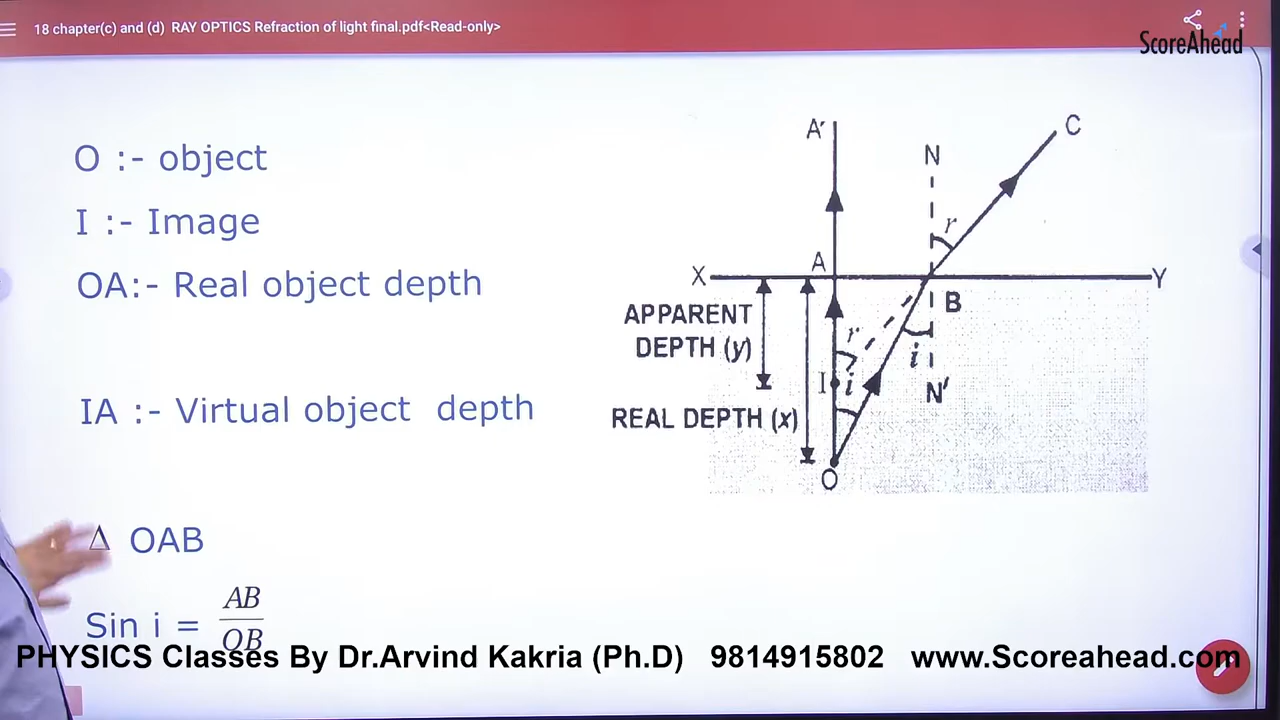 18 chapter(c) and (d) RAY OPTICS Refraction of light final.pdf<Read-only>
ScoreAhead
O :- object
I :- Image
OA:- Real object depth
IA :- Virtual object depth
Δ OAB
Sin i = AB
OB
A'
C
N
r
X
A
Y
B
APPARENT
DEPTH (y)
r
i
I
i
N'
REAL DEPTH (x)
O
PHYSICS Classes By Dr.Arvind Kakria (Ph.D) 9814915802 www.Scoreahead.com